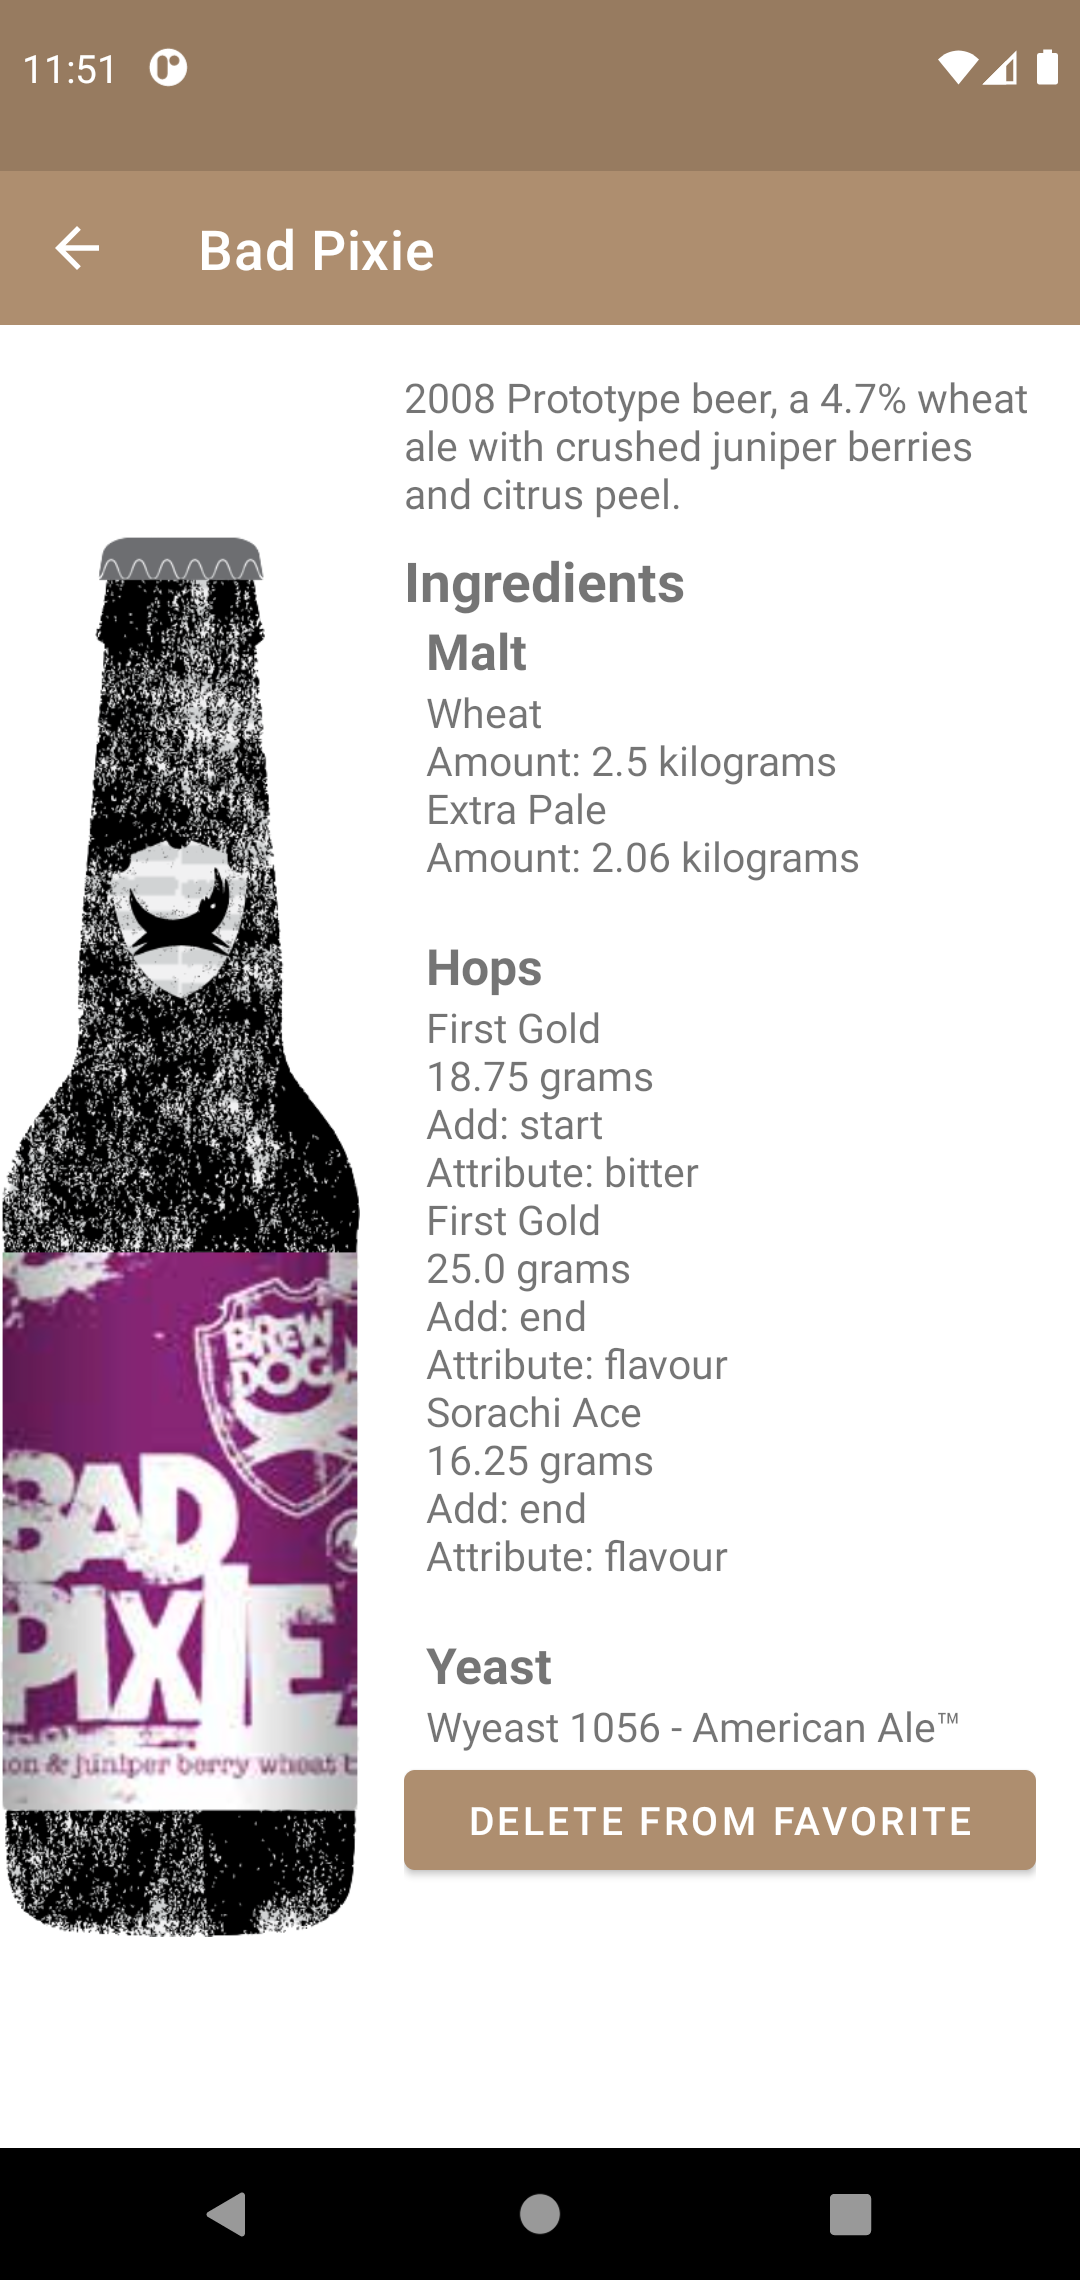 11:51
Bad Pixie
2008 Prototype beer, a 4.7% wheat
ale with crushed juniper berries
and citrus peel.
Ingredients
Malt
Wheat
Amount: 2.5 kilograms
Extra Pale
Amount: 2.06 kilograms
Hops
First Gold
18.75 grams
Add: start
Attribute: bitter
First Gold
25.0 grams
Add: end
Attribute: flavour
Sorachi Ace
16.25 grams
Add: end
Attribute: flavour
Yeast
Wyeast 1056 - American Ale™
DELETE FROM FAVORITE
BREW
DOG
BAD
PIXIE
on & juniper berry wheat b